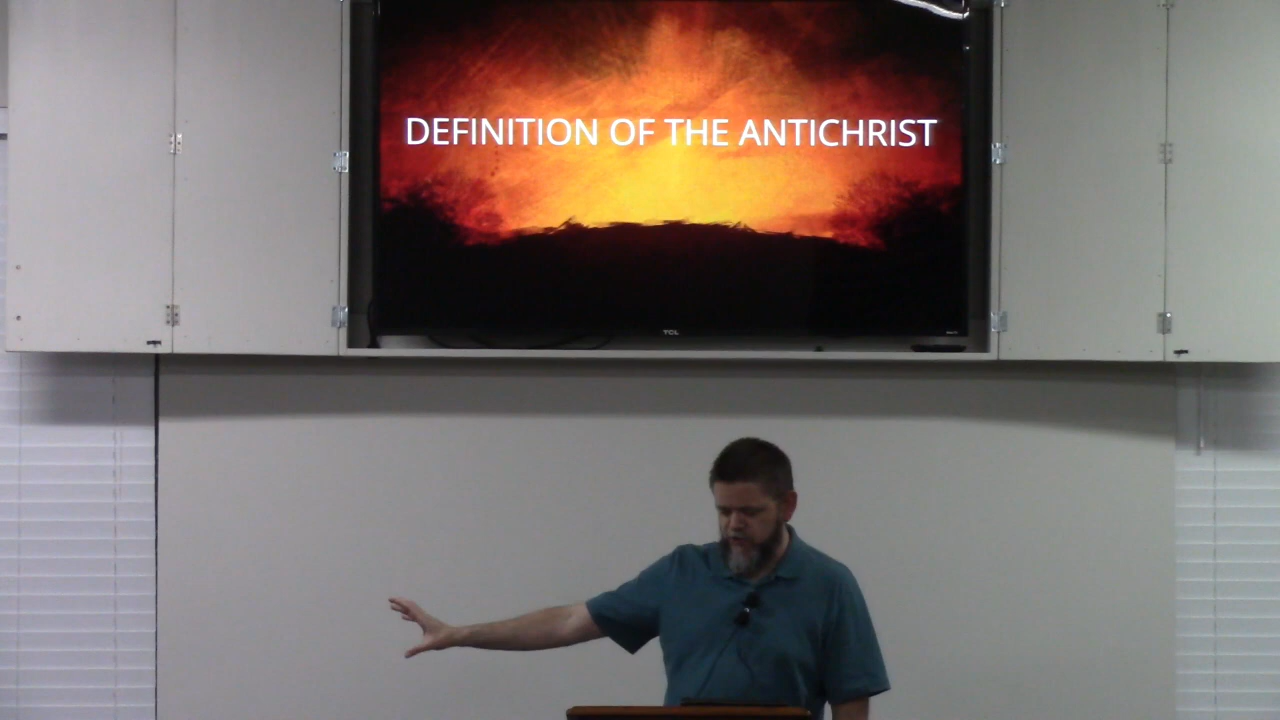 DEFINITION OF THE ANTICHRIST
TCL